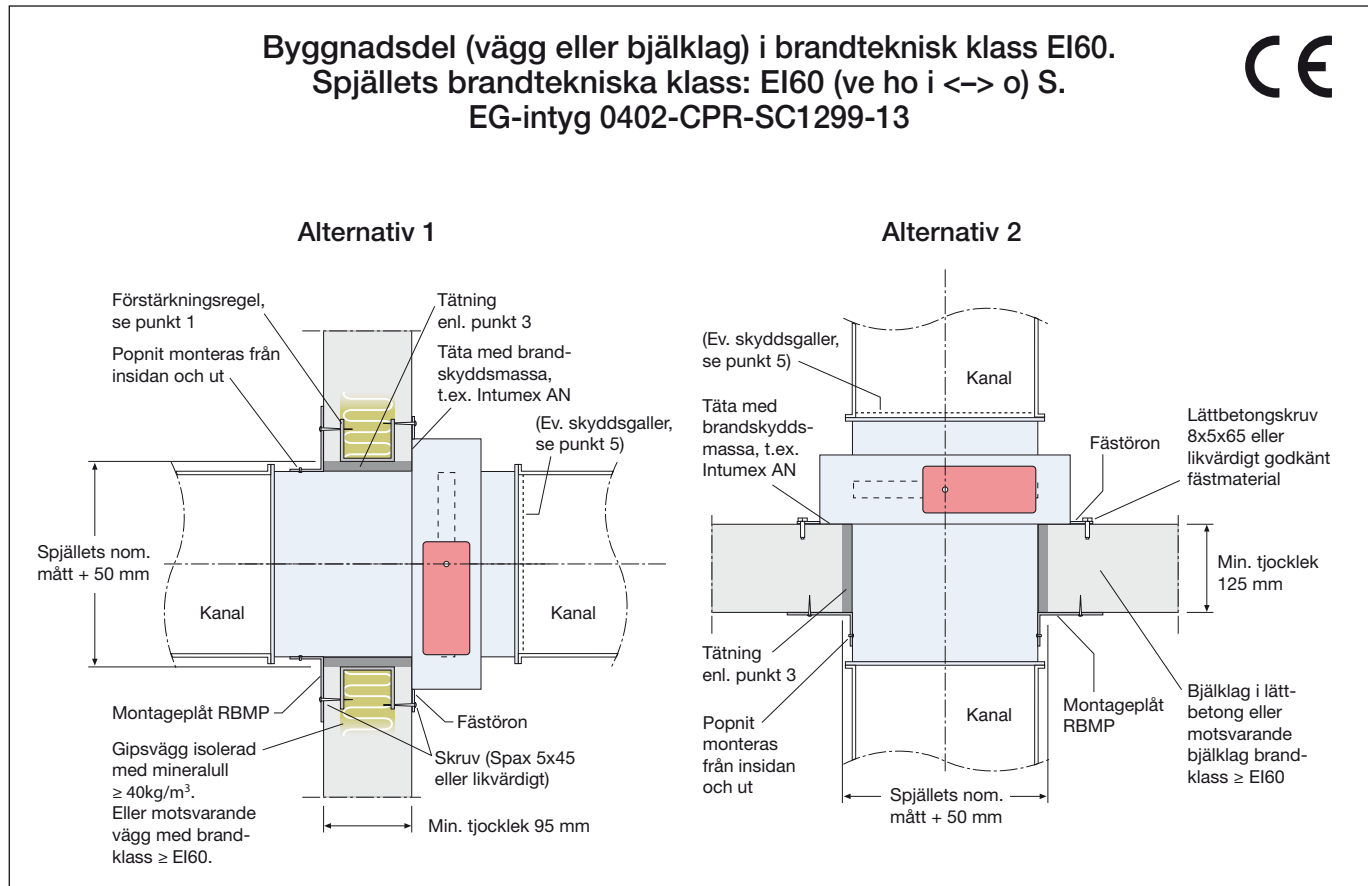 Byggnadsdel (vägg eller bjälklag) i brandteknisk klass EI60.
Spjällets brandtekniska klass: EI60 (ve ho i <–> o) S.
EG-intyg 0402-CPR-SC1299-13
CE
Alternativ 1
Förstärkningsregel,
se punkt 1
Popnit monteras från
insidan och ut
Tätning
enl. punkt 3
Täta med brand-
skyddsmassa,
t.ex. Intumex AN
(Ev. skyddsgaller,
se punkt 5)
Spjällets nom.
mått + 50 mm
Kanal
Kanal
Montageplåt RBMP
Gipsvägg isolerad
med mineralull
≥ 40kg/m³.
Eller motsvarande
vägg med brand-
klass ≥ EI60.
Fästöron
Skruv (Spax 5x45
eller likvärdigt)
Min. tjocklek 95 mm
Alternativ 2
(Ev. skyddsgaller,
se punkt 5)
Kanal
Täta med
brandskydds-
massa, t.ex.
Intumex AN
Fästöron
Lättbetongskruv
8x5x65 eller
likvärdigt godkänt
fästmaterial
Min. tjocklek
125 mm
Tätning
enl. punkt 3
Popnit
monteras
från insidan
och ut
Kanal
Montageplåt
RBMP
Bjälklag i lätt-
betong eller
motsvarande
bjälklag brand-
klass ≥ EI60
Spjällets nom.
mått + 50 mm